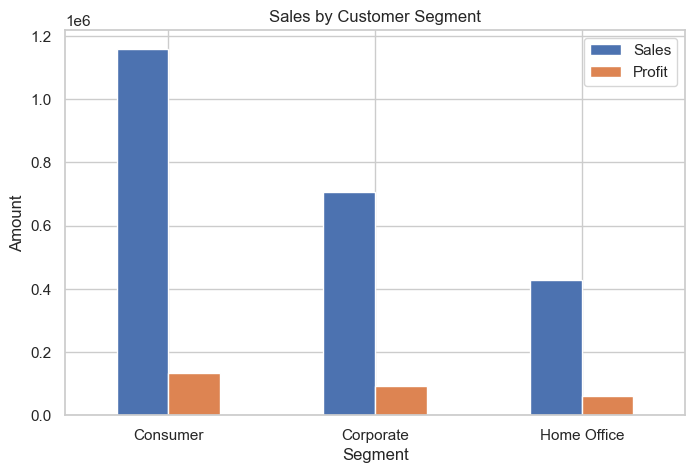 Sales by Customer Segment
1e6
Sales
Profit
1.2
1.0
0.8
0.6
0.4
0.2
0.0
Amount
Consumer
Corporate
Home Office
Segment